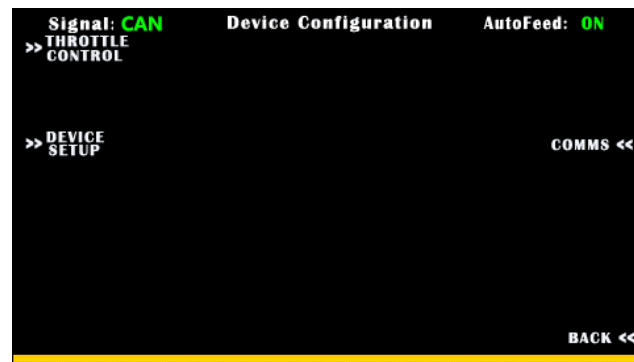 Signal: CAN Device Configuration AutoFeed: ON
>> THROTTLE
CONTROL
>> DEVICE
SETUP
COMMS <<
BACK <<